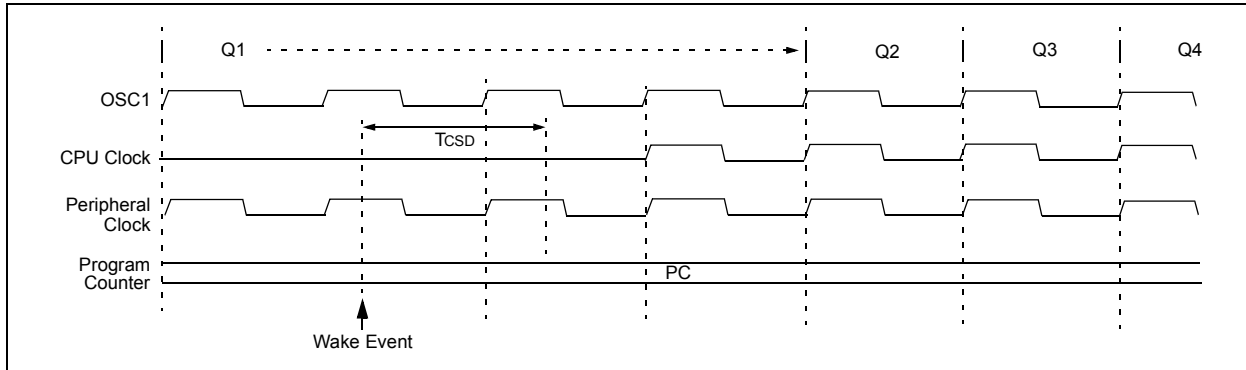 Q1 Q2 Q3 Q4
OSC1
TCSD
CPU Clock
Peripheral
Clock
Program
Counter
PC
Wake Event